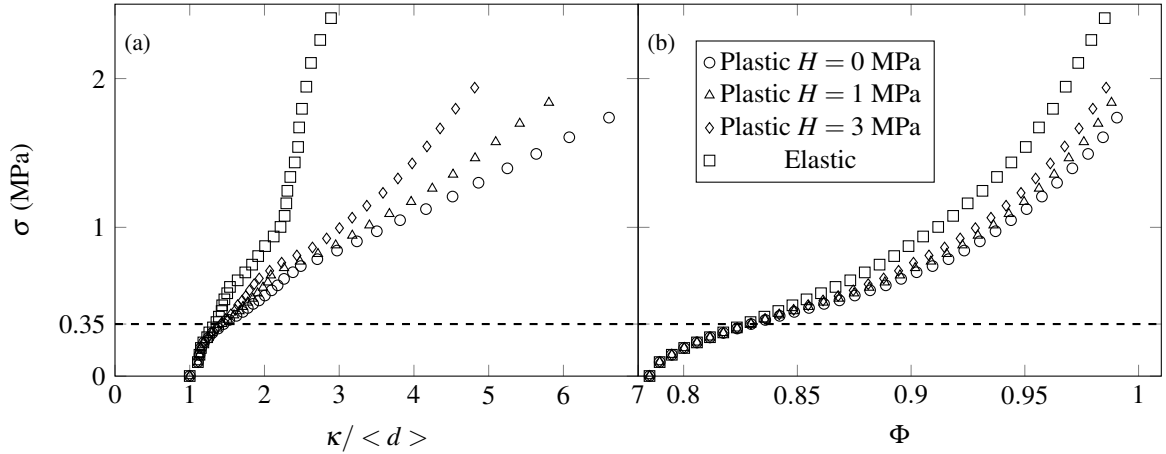 (a)
(b)
Plastic H = 0 MPa
Plastic H = 1 MPa
Plastic H = 3 MPa
Elastic
σ (MPa)
2
1
0.35
0
0 1 2 3 4 5 6 7
0.8 0.85 0.9 0.95 1
κ/ < d >
Φ